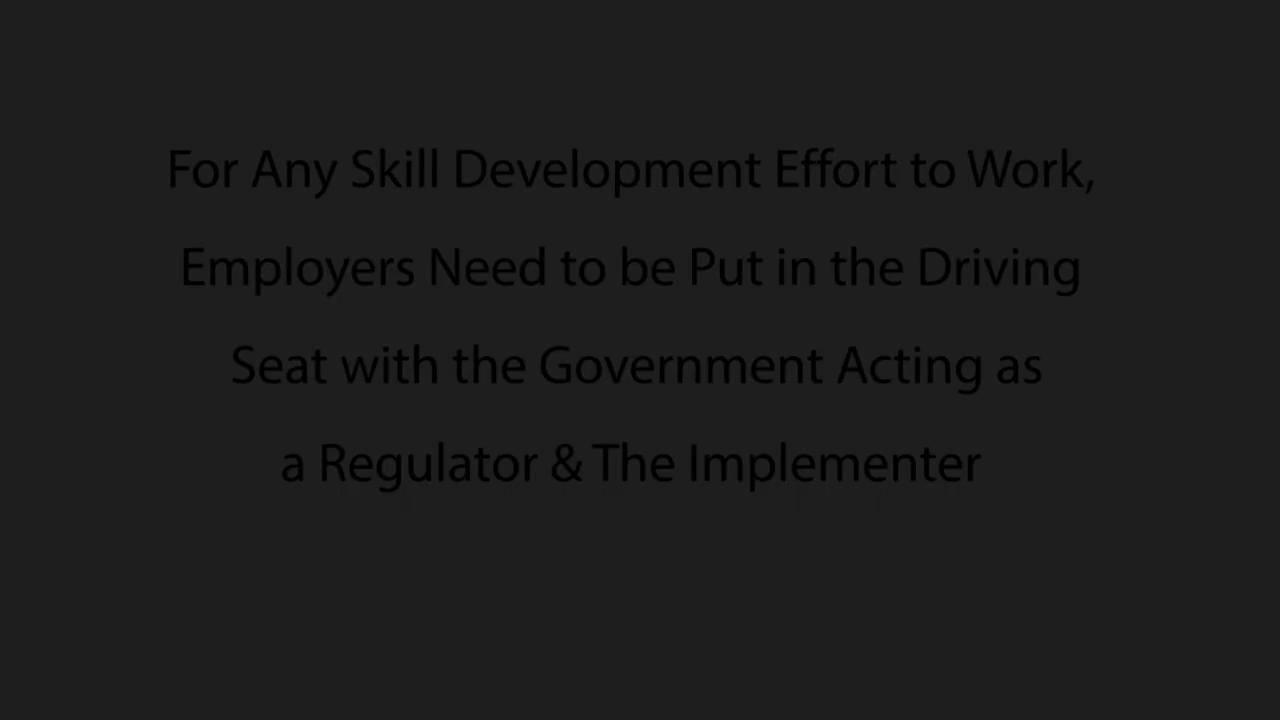 For Any Skill Development Effort to Work,
Employers Need to be Put in the Driving
Seat with the Government Acting as
a Regulator & The Implementer